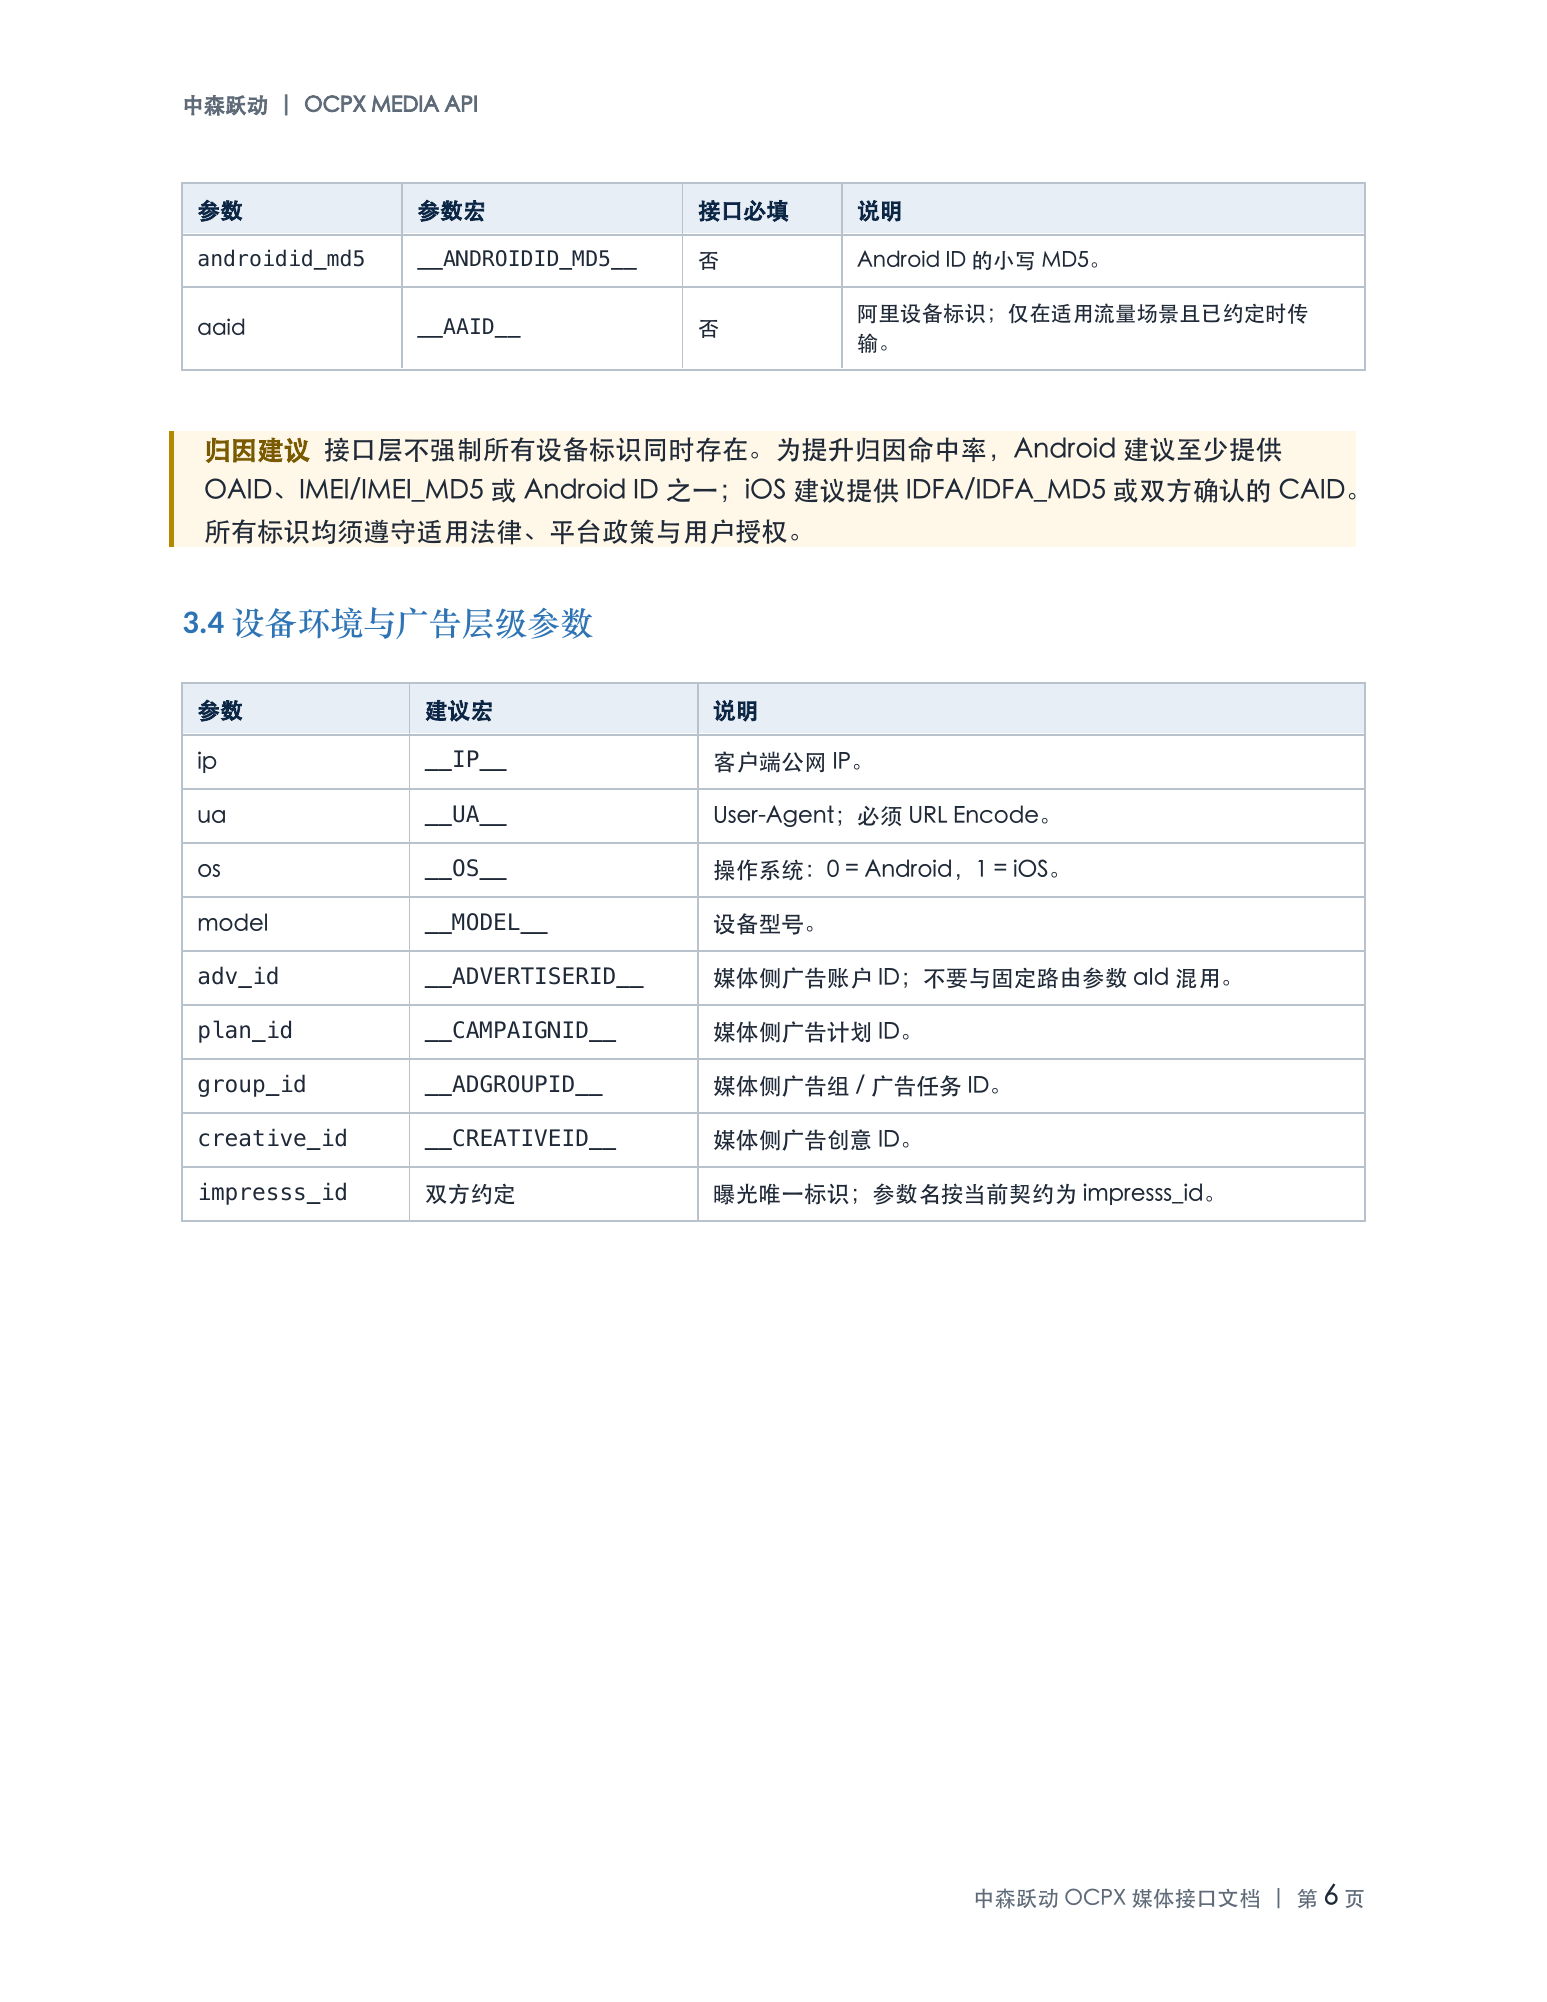 中森跃动 | OCPX MEDIA API
参数 参数宏 接口必填 说明
androidid_md5 __ANDROIDID_MD5__ 否 Android ID 的小写 MD5。
aaid __AAID__ 否 阿里设备标识；仅在适用流量场景且已约定时传
输。
归因建议 接口层不强制所有设备标识同时存在。为提升归因命中率，Android 建议至少提供
OAID、IMEI/IMEI_MD5 或 Android ID 之一；iOS 建议提供 IDFA/IDFA_MD5 或双方确认的 CAID。
所有标识均须遵守适用法律、平台政策与用户授权。
3.4 设备环境与广告层级参数
参数 建议宏 说明
ip __IP__ 客户端公网 IP。
ua __UA__ User-Agent；必须 URL Encode。
os __OS__ 操作系统：0 = Android，1 = iOS。
model __MODEL__ 设备型号。
adv_id __ADVERTISERID__ 媒体侧广告账户 ID；不要与固定路由参数 aId 混用。
plan_id __CAMPAIGNID__ 媒体侧广告计划 ID。
group_id __ADGROUPID__ 媒体侧广告组 / 广告任务 ID。
creative_id __CREATIVEID__ 媒体侧广告创意 ID。
impresss_id 双方约定 曝光唯一标识；参数名按当前契约为 impresss_id。
中森跃动 OCPX 媒体接口文档 | 第 6 页